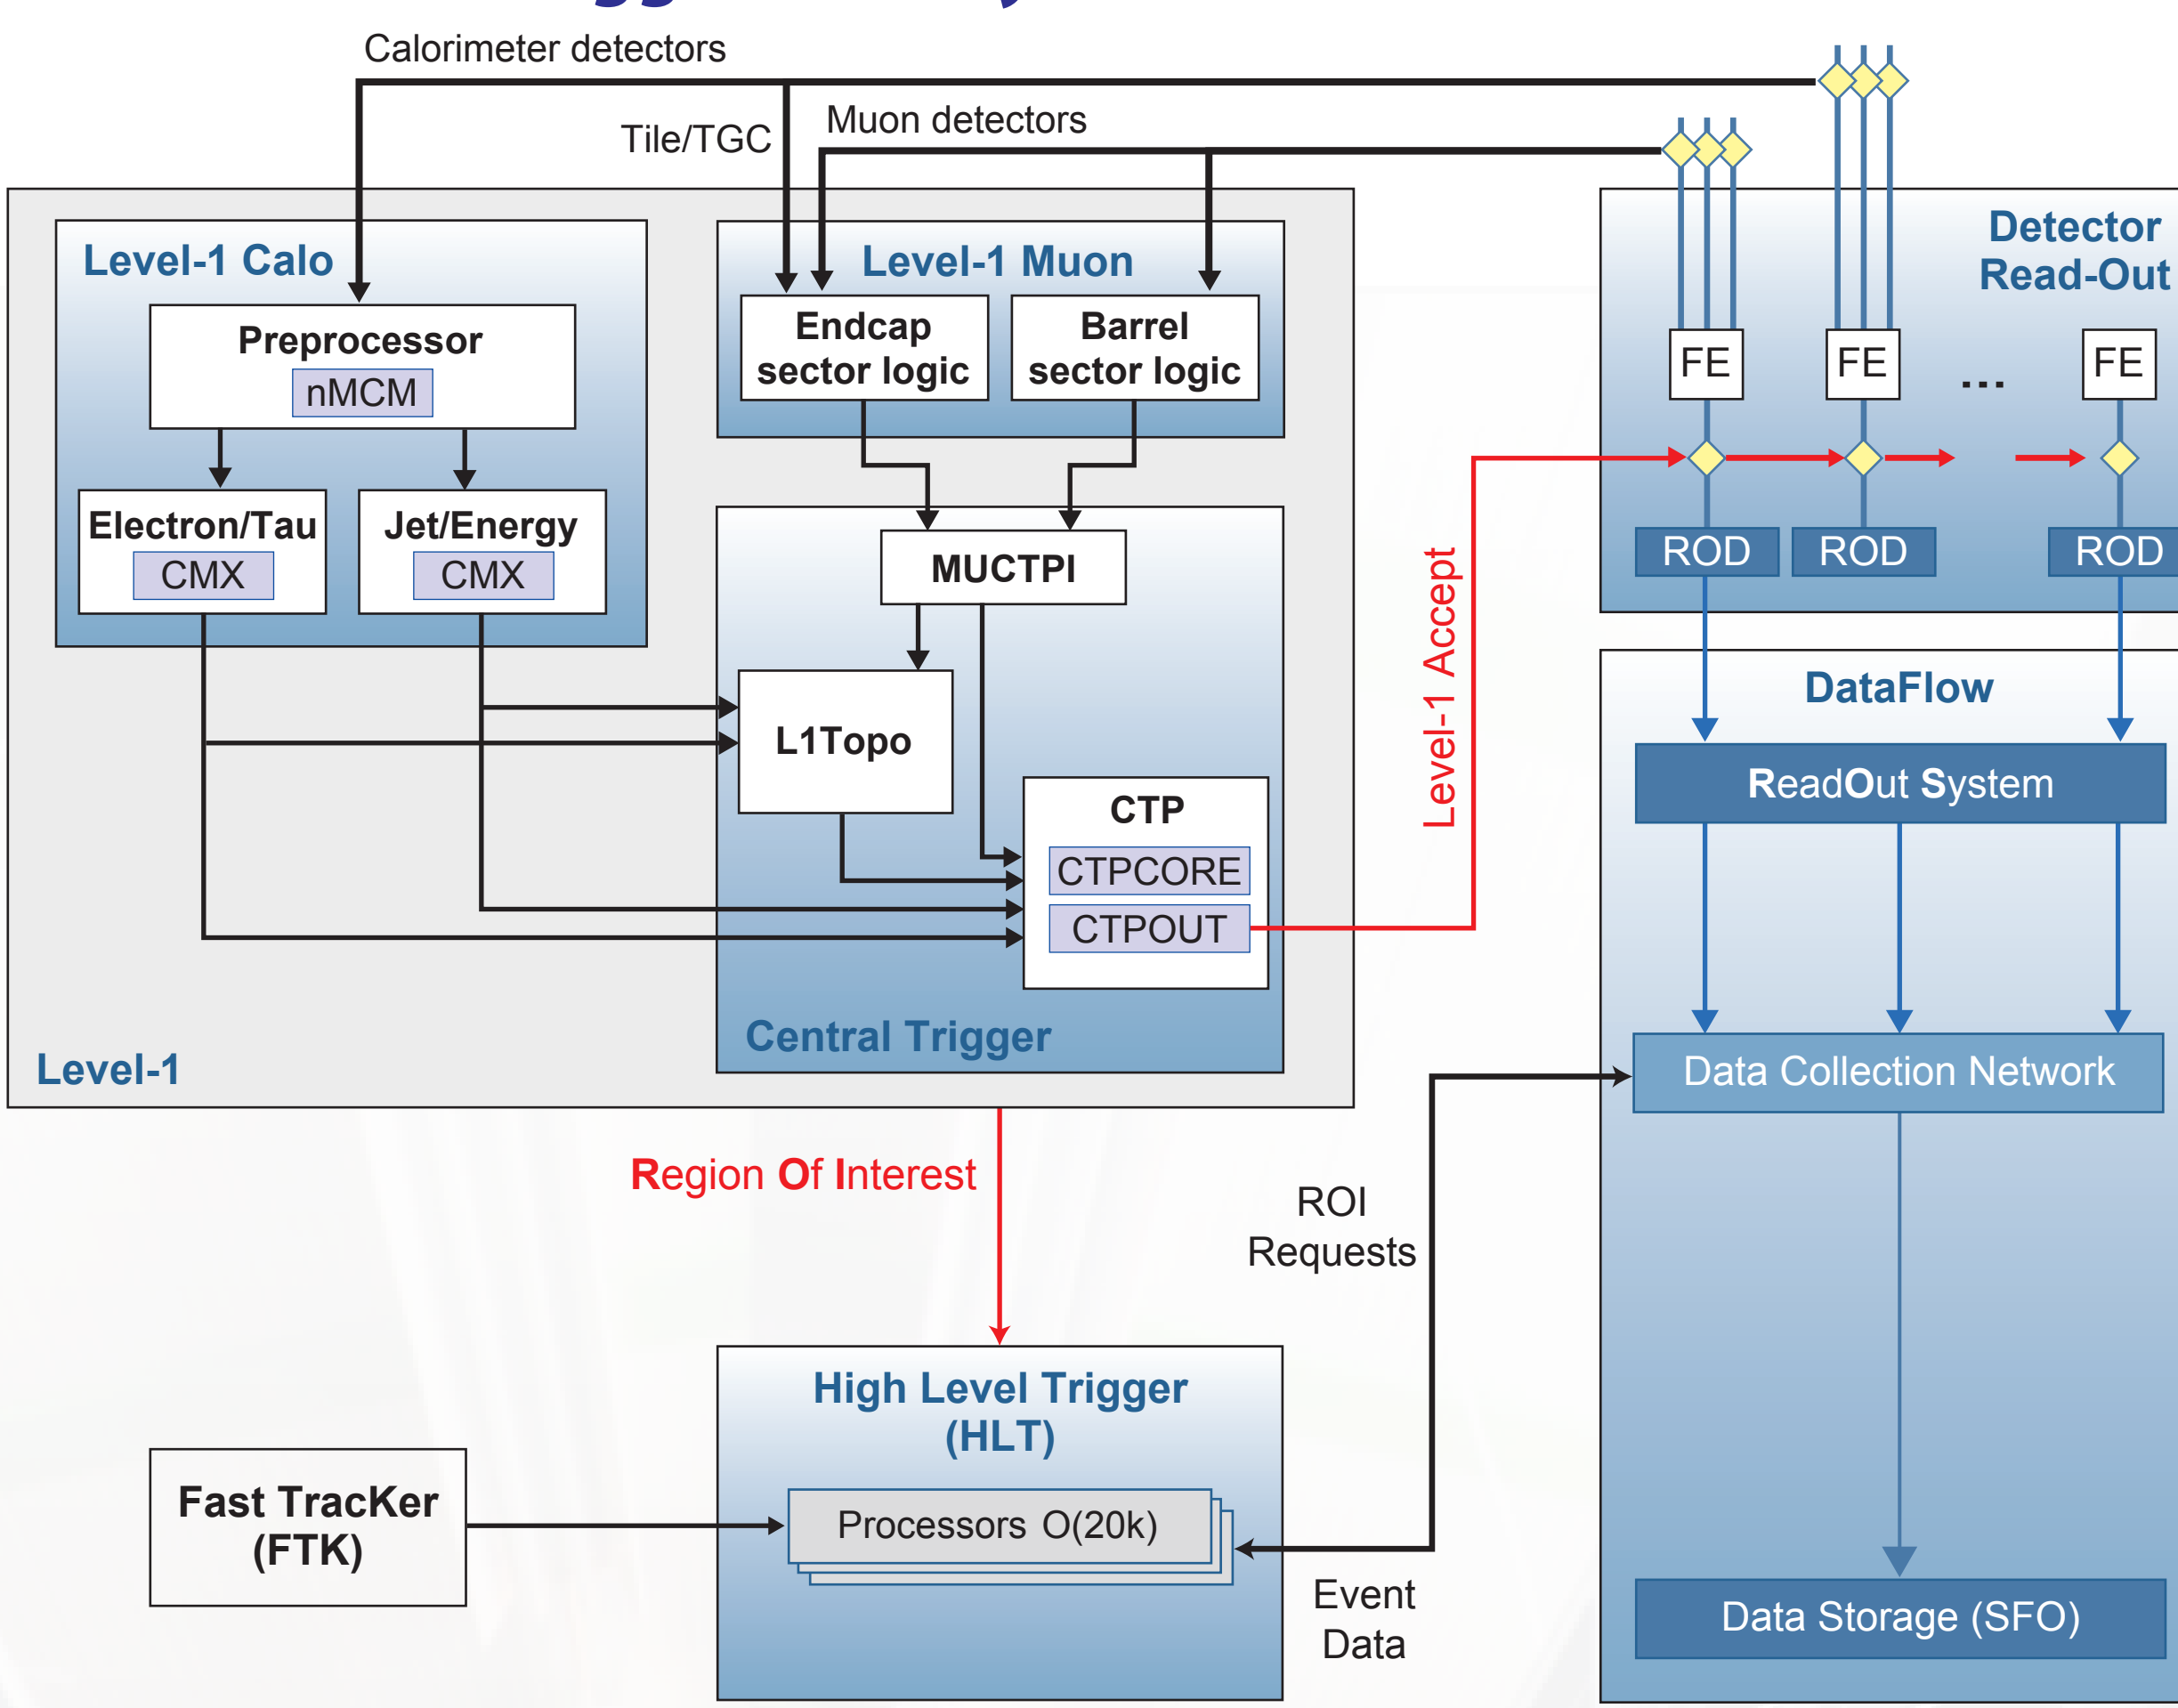 Calorimeter detectors
Tile/TGC
Muon detectors
Level-1 Calo
Preprocessor
nMCM
Electron/Tau
CMX
Jet/Energy
CMX
Level-1 Muon
Endcap
sector logic
Barrel
sector logic
MUCTPI
L1Topo
CTP
CTPCORE
CTPOUT
Central Trigger
Level-1
Level-1 Accept
Detector
Read-Out
FE
FE
...
FE
ROD
ROD
ROD
DataFlow
ReadOut System
Data Collection Network
Data Storage (SFO)
Region Of Interest
ROI
Requests
High Level Trigger
(HLT)
Processors O(20k)
Fast TracKer
(FTK)
Event
Data